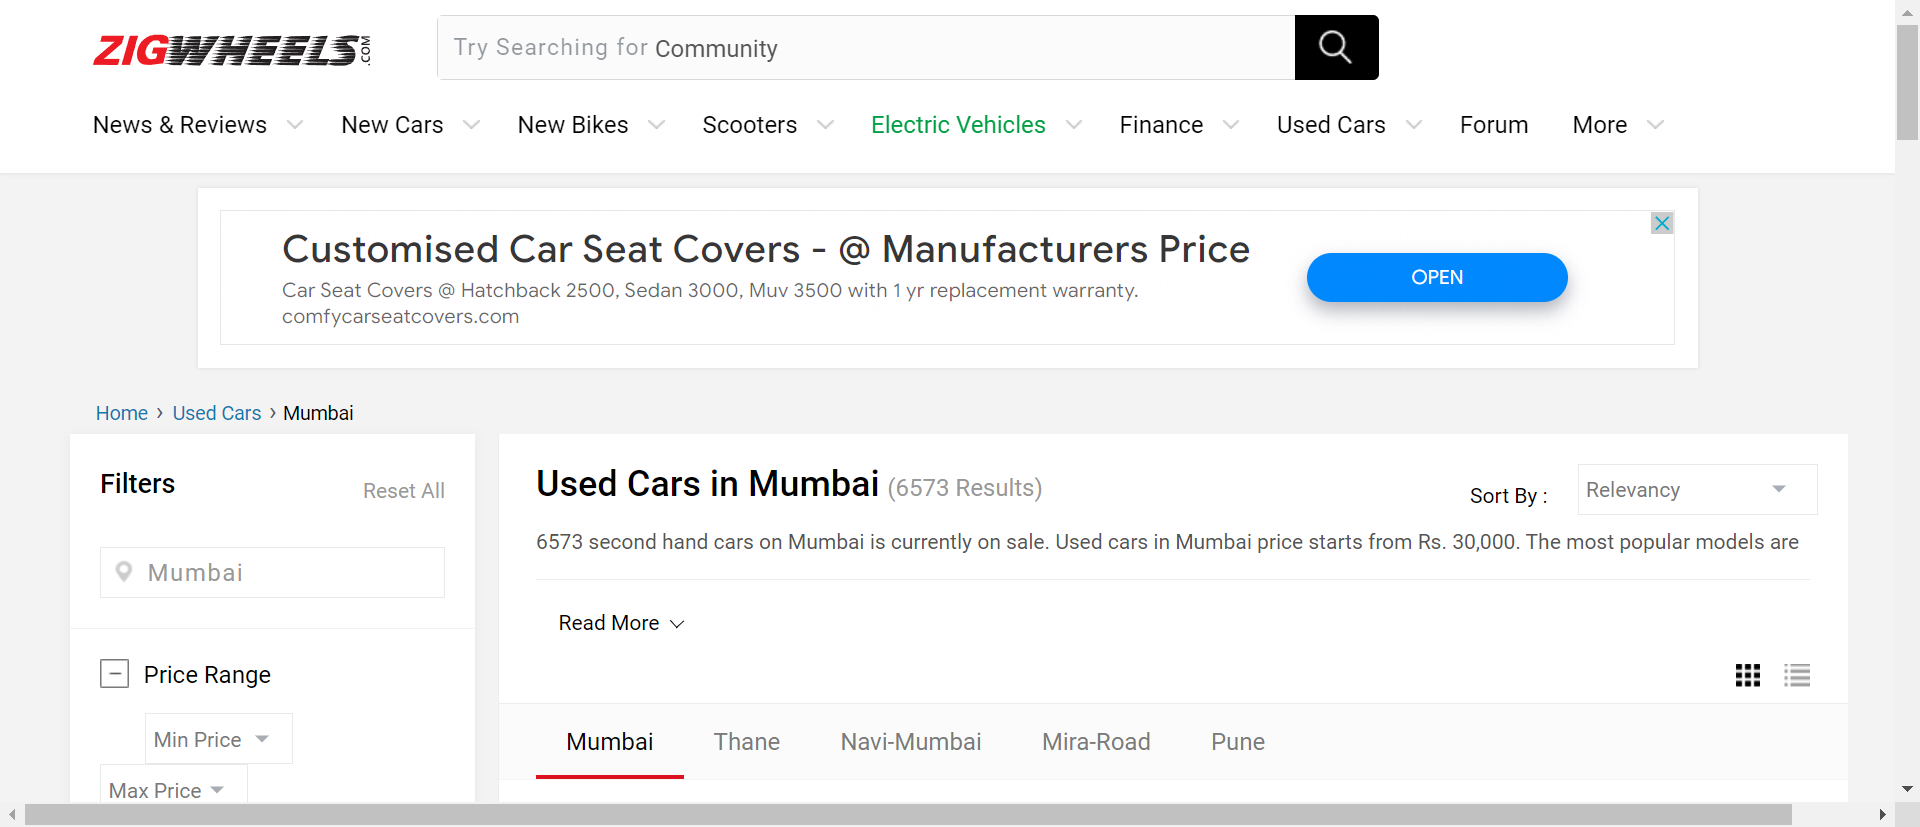 ZIGWHEELS.COM
Try Searching for Community
News & Reviews New Cars New Bikes Scooters Electric Vehicles Finance Used Cars Forum More
Customised Car Seat Covers - @ Manufacturers Price
Car Seat Covers @ Hatchback 2500, Sedan 3000, Muv 3500 with 1 yr replacement warranty.
comfycarseatcovers.com
OPEN
Home › Used Cars › Mumbai
Filters
Reset All
Mumbai
Price Range
Min Price
Max Price
Used Cars in Mumbai (6573 Results)
Sort By : Relevancy
6573 second hand cars on Mumbai is currently on sale. Used cars in Mumbai price starts from Rs. 30,000. The most popular models are
Read More
Mumbai Thane Navi-Mumbai Mira-Road Pune